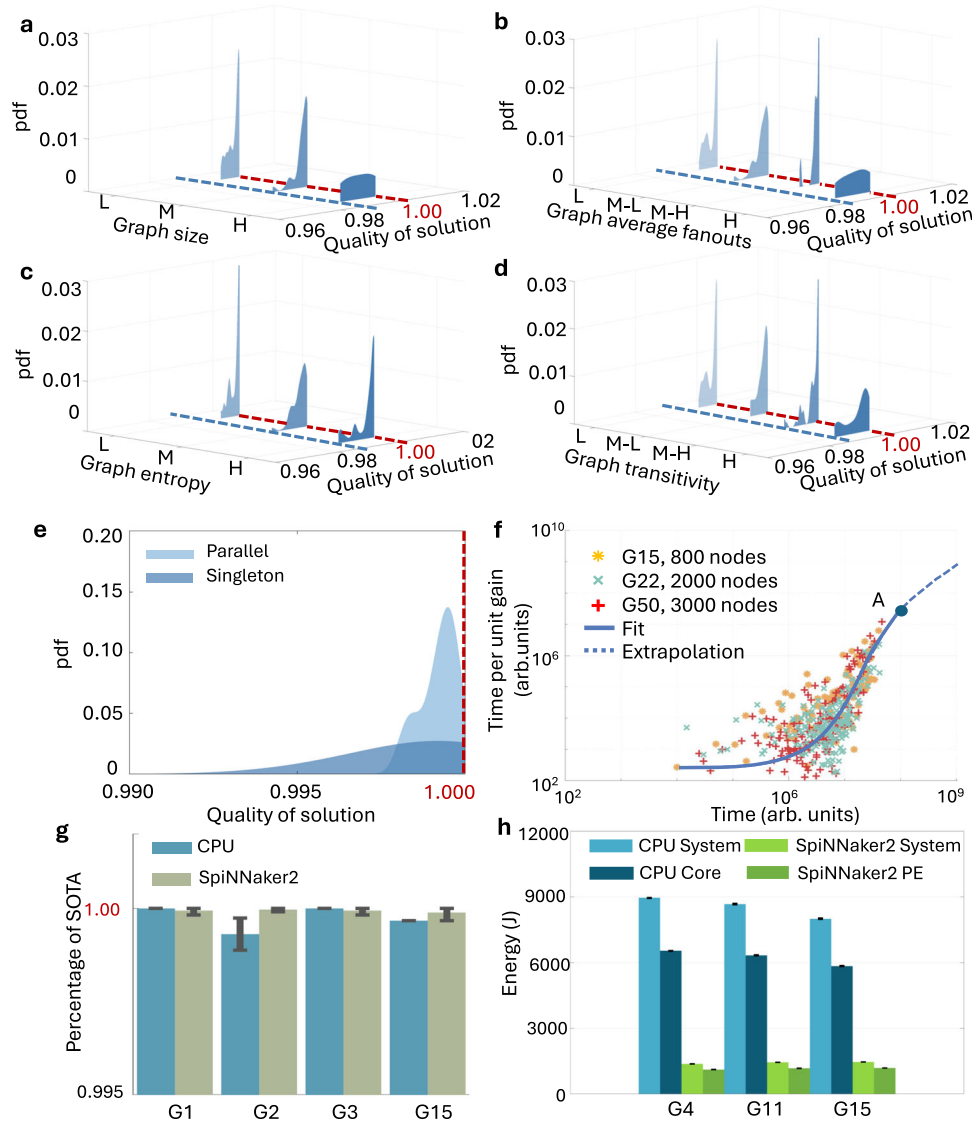 a
0.03
0.02
0.01
0
pdf
L
M
H
Graph size
0.96
0.98
1.00
1.02
Quality of solution
b
0.03
0.02
0.01
0
pdf
L
M-L
M-H
H
Graph average fanouts
0.96
0.98
1.00
1.02
Quality of solution
c
0.03
0.02
0.01
0
pdf
L
M
H
Graph entropy
0.96
0.98
1.00
02
Quality of solution
d
0.03
0.02
0.01
0
pdf
L
M-L
M-H
H
Graph transitivity
0.96
0.98
1.00
1.02
Quality of solution
e
0.20
0.15
0.10
0.05
0
pdf
Parallel
Singleton
0.990
0.995
1.000
Quality of solution
f
10^10
10^6
10^2
Time per unit gain
(arb.units)
G15, 800 nodes
G22, 2000 nodes
G50, 3000 nodes
Fit
Extrapolation
A
10^2
10^6
10^9
Time (arb. units)
g
CPU
SpiNNaker2
1.00
0.995
Percentage of SOTA
G1
G2
G3
G15
h
12000
9000
6000
3000
0
Energy (J)
CPU System
SpiNNaker2 System
CPU Core
SpiNNaker2 PE
G4
G11
G15